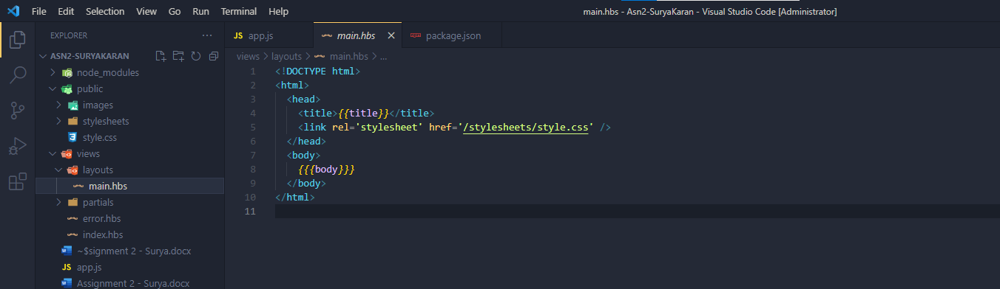 File Edit Selection View Go Run Terminal Help main.hbs - Asn2-SuryaKaran - Visual Studio Code [Administrator]
EXPLORER ···
ASN2-SURYAKARAN
node_modules
public
images
stylesheets
style.css
views
layouts
main.hbs
partials
error.hbs
index.hbs
~$signment 2 - Surya.docx
JS app.js
Assignment 2 - Surya.docx
JS app.js main.hbs × package.json
views > layouts > main.hbs > ...
1 <!DOCTYPE html>
2 <html>
3 <head>
4 <title>{{title}}</title>
5 <link rel='stylesheet' href='/stylesheets/style.css' />
6 </head>
7 <body>
8 {{{body}}}
9 </body>
10 </html>
11